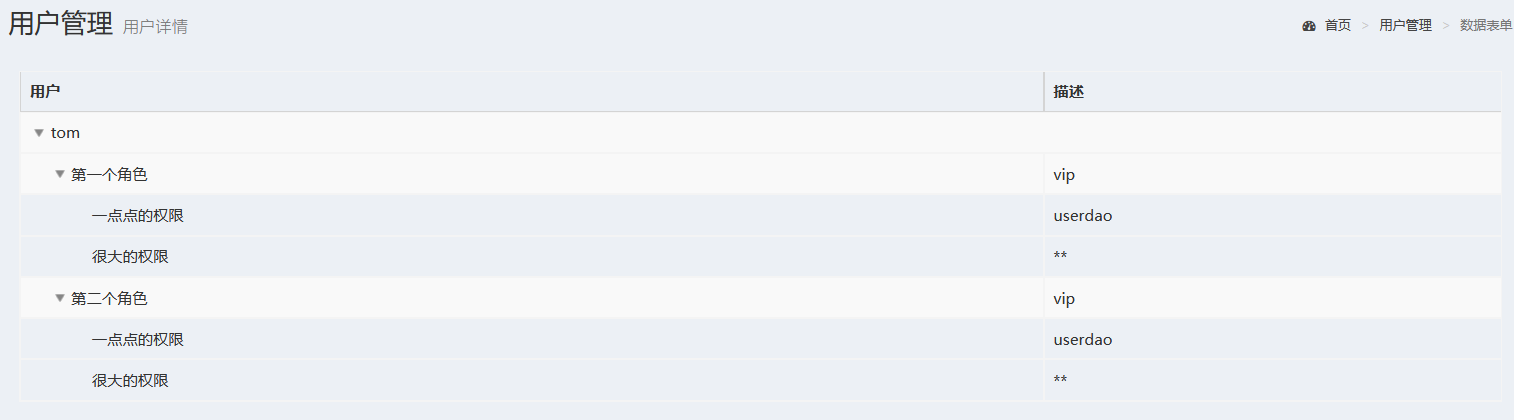 用户管理 用户详情
首页 > 用户管理 > 数据表单
用户 描述
tom
第一个角色 vip
一点点的权限 userdao
很大的权限 **
第二个角色 vip
一点点的权限 userdao
很大的权限 **